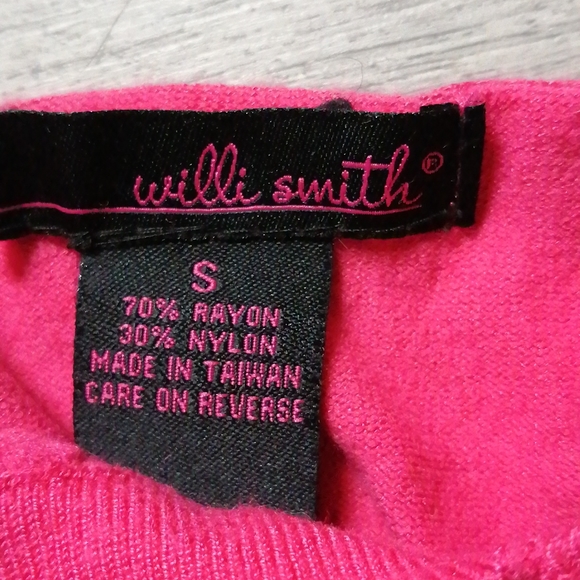 willi smith®
S
70% RAYON
30% NYLON
MADE IN TAIWAN
CARE ON REVERSE